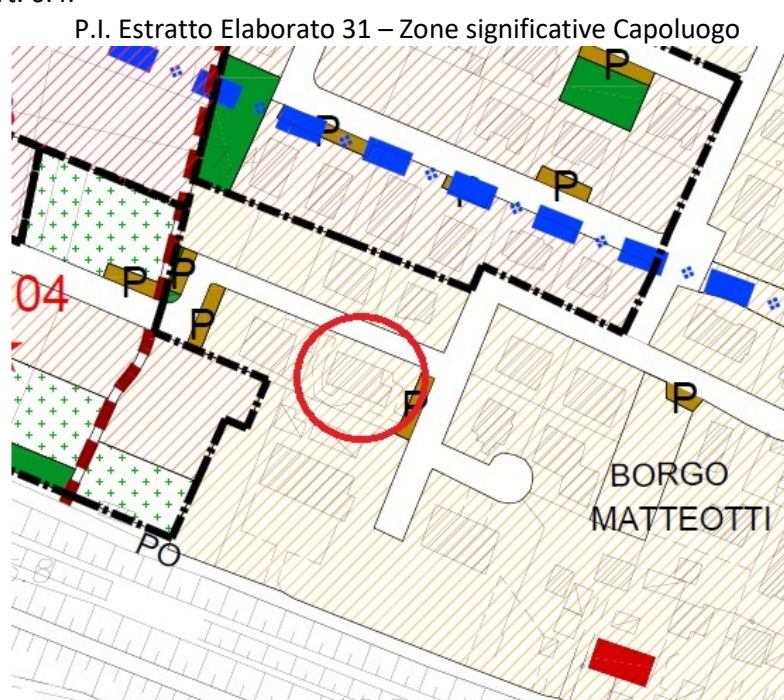 P.I. Estratto Elaborato 31 – Zone significative Capoluogo
P
P
P
P
P
P
04
P
P
P
BORGO
MATTEOTTI
PO